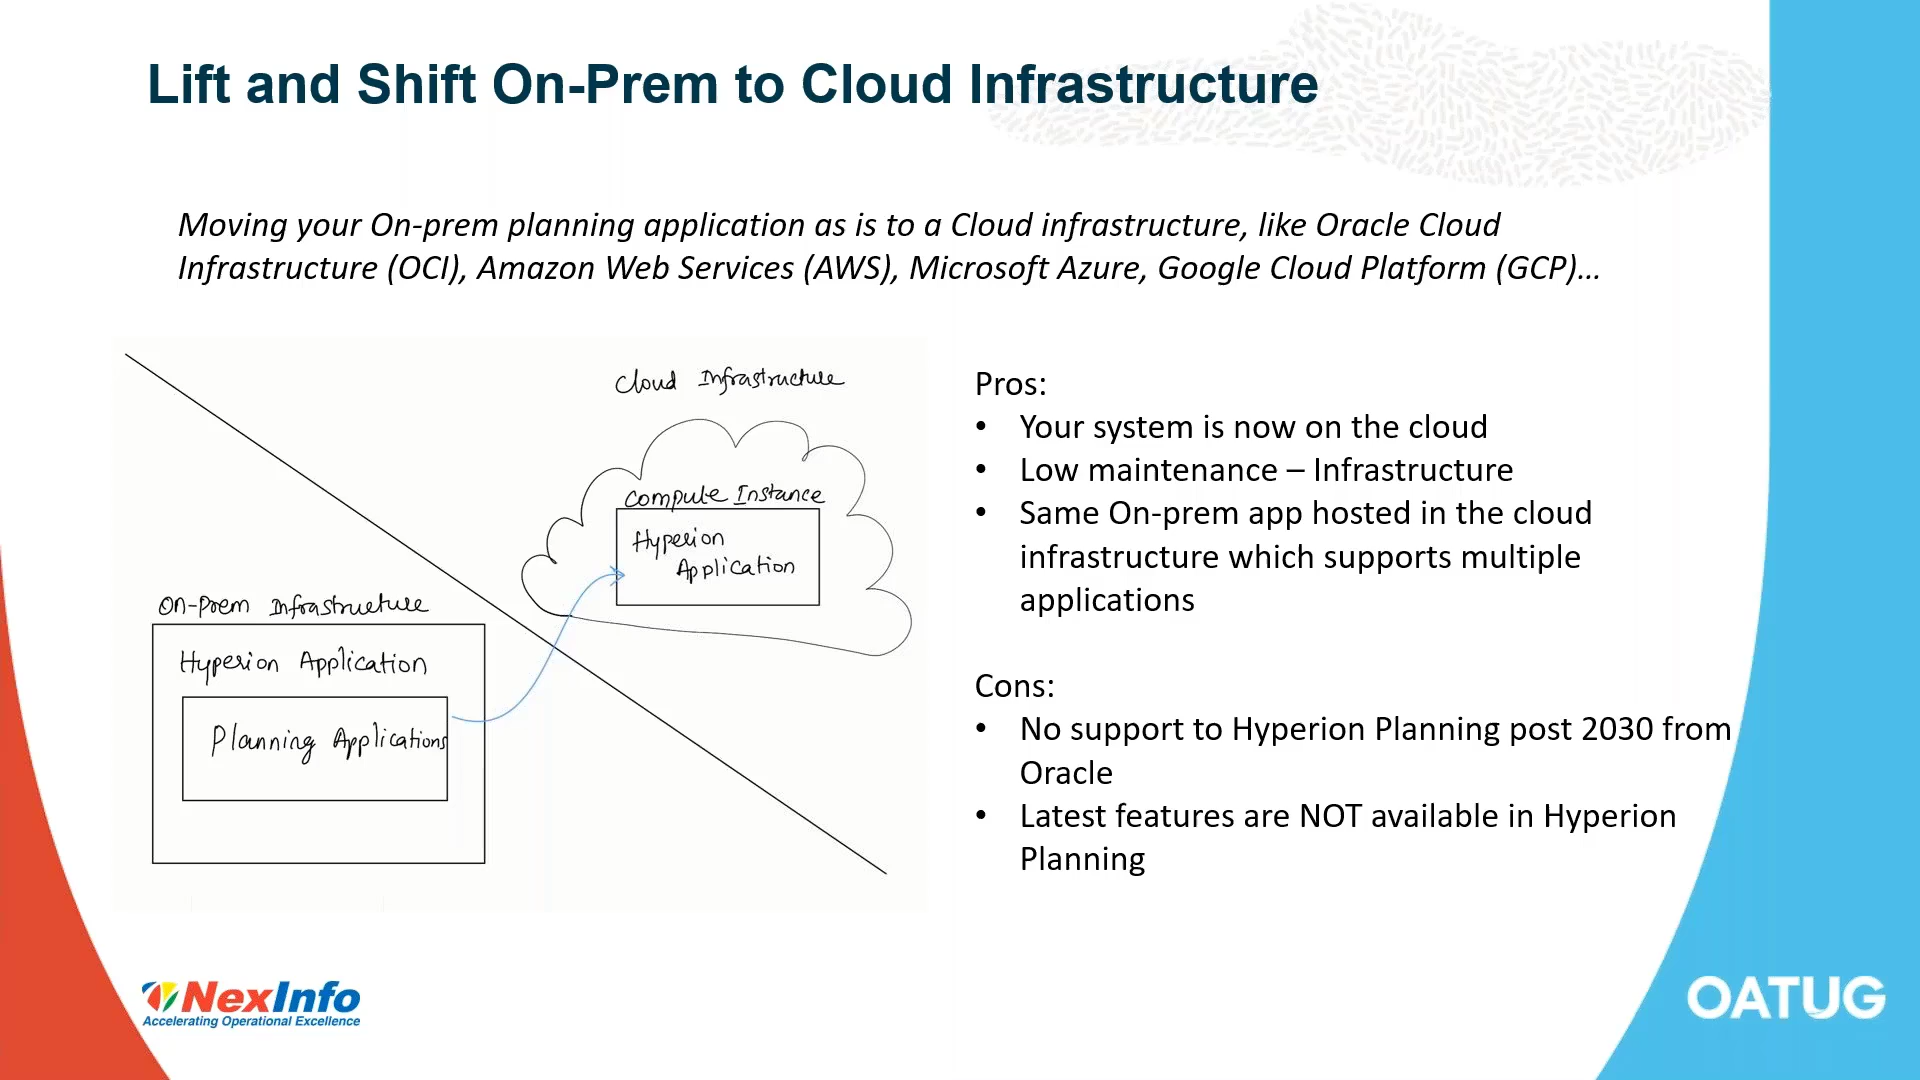 Lift and Shift On-Prem to Cloud Infrastructure
Moving your On-prem planning application as is to a Cloud infrastructure, like Oracle Cloud
Infrastructure (OCI), Amazon Web Services (AWS), Microsoft Azure, Google Cloud Platform (GCP)…
Cloud Infrastructure
Compute Instance
Hyperion
Application
On-Prem Infrastructure
Hyperion Application
Planning Applications
Pros:
• Your system is now on the cloud
• Low maintenance – Infrastructure
• Same On-prem app hosted in the cloud
infrastructure which supports multiple
applications
Cons:
• No support to Hyperion Planning post 2030 from
Oracle
• Latest features are NOT available in Hyperion
Planning
NexInfo
Accelerating Operational Excellence
OATUG